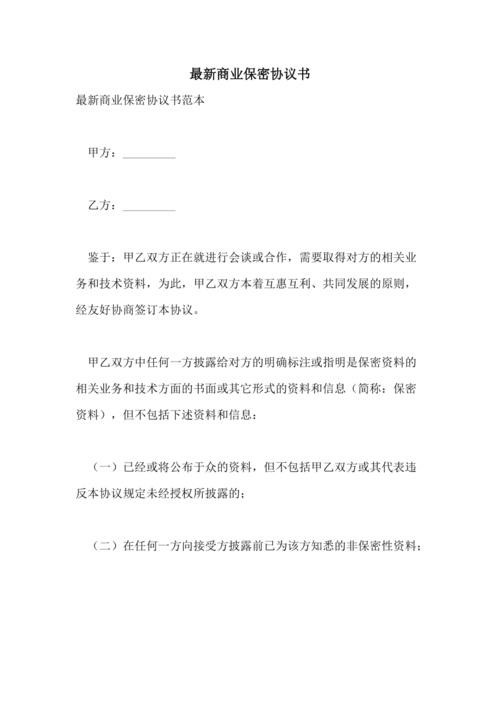 最新商业保密协议书
最新商业保密协议书范本
甲方：_________
乙方：_________
鉴于：甲乙双方正在就进行会谈或合作，需要取得对方的相关业
务和技术资料，为此，甲乙双方本着互惠互利、共同发展的原则，
经友好协商签订本协议。
甲乙双方中任何一方披露给对方的明确标注或指明是保密资料的
相关业务和技术方面的书面或其它形式的资料和信息（简称：保密
资料），但不包括下述资料和信息：
（一）已经或将公布于众的资料，但不包括甲乙双方或其代表违
反本协议规定未经授权所披露的；
（二）在任何一方向接受方披露前已为该方知悉的非保密性资料；